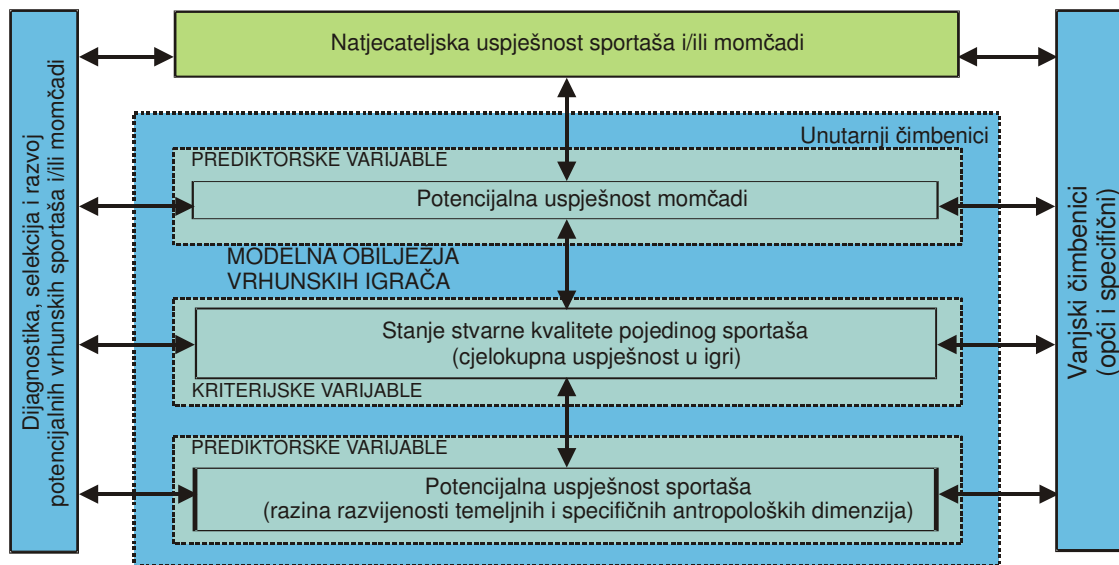 Dijagnostika, selekcija i razvoj
potencijalnih vrhunskih sportaša i/ili momčadi
Natjecateljska uspješnost sportaša i/ili momčadi
Unutarnji čimbenici
PREDIKTORSKE VARIJABLE
Potencijalna uspješnost momčadi
MODELNA OBILJEZJA
VRHUNSKIH IGRAČA
Stanje stvarne kvalitete pojedinog sportaša
(cjelokupna uspješnost u igri)
KRITERIJSKE VARIJABLE
PREDIKTORSKE VARIJABLE
Potencijalna uspješnost sportaša
(razina razvijenosti temeljnih i specifičnih antropoloških dimenzija)
Vanjski čimbenici
(opći i specifični)